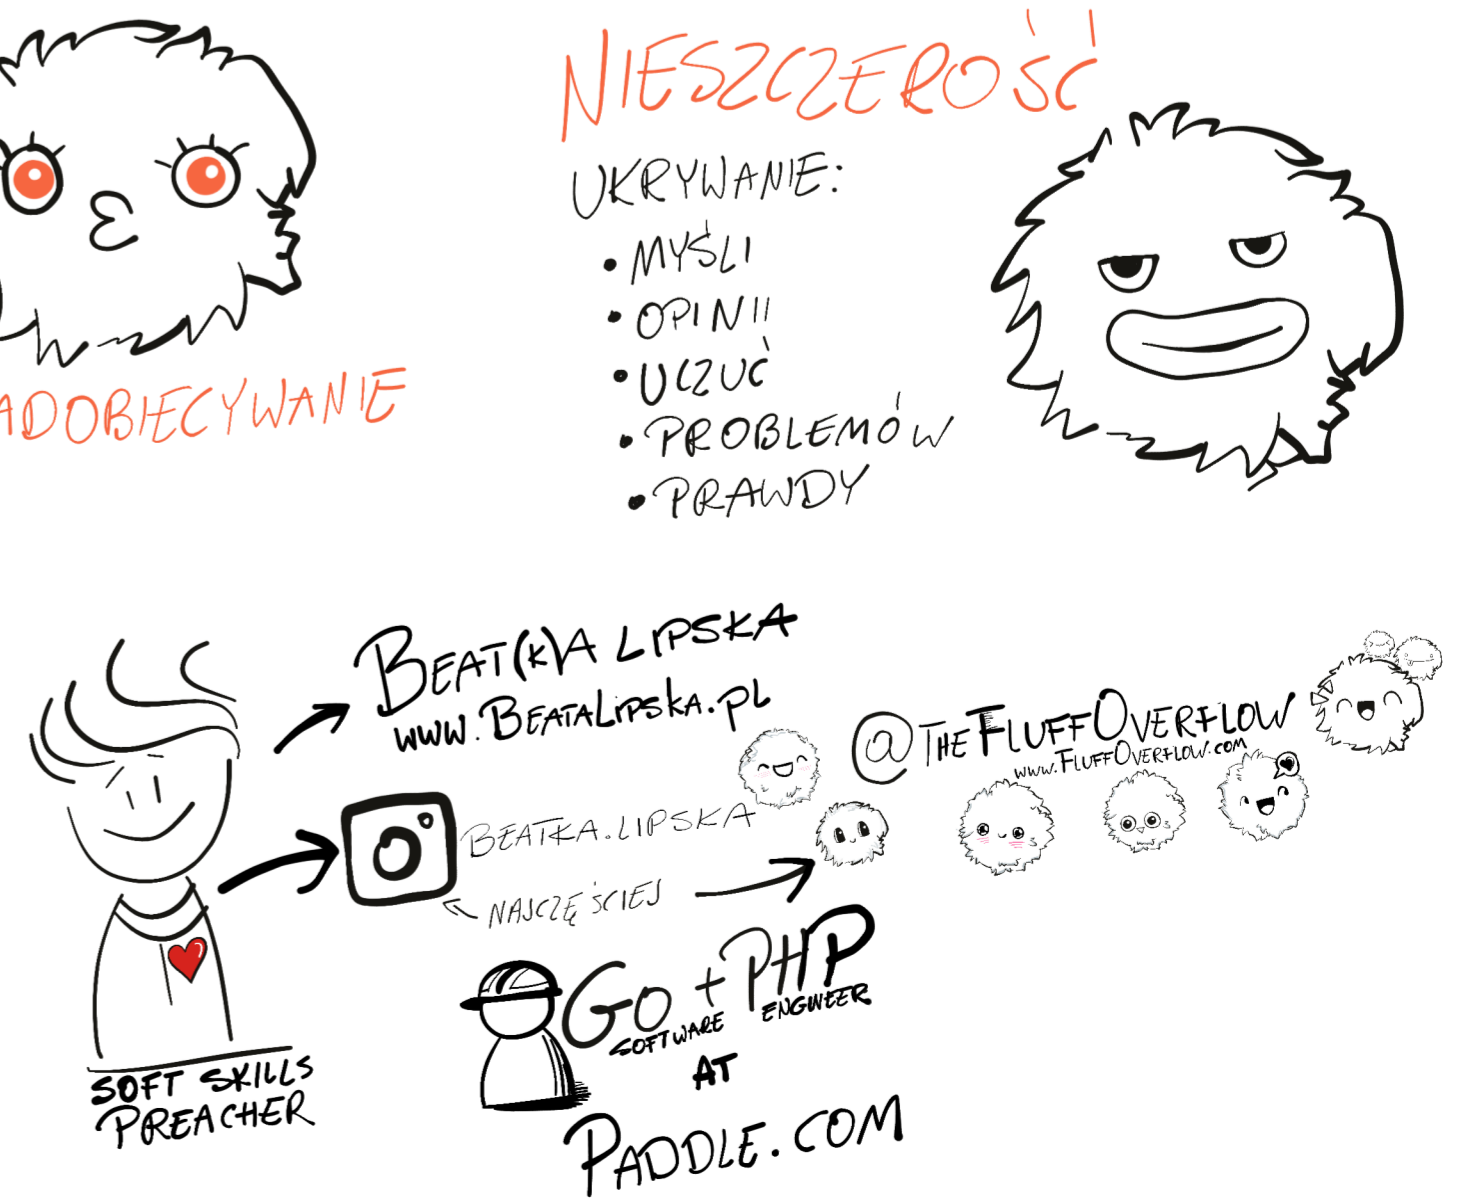 NIESZCZEROŚĆ
UKRYWANIE:
• MYŚLI
• OPINII
• UCZUĆ
• PROBLEMÓW
• PRAWDY
ADOBIECYWANIE
BEAT(K)A LIPSKA
WWW.BEATALIPSKA.PL
@THEFLUFFOVERFLOW
WWW.FLUFFOVERFLOW.COM
BEATKA.LIPSKA
NAJCZĘŚCIEJ
GO + PHP
SOFTWARE ENGINEER
AT
PADDLE.COM
SOFT SKILLS
PREACHER